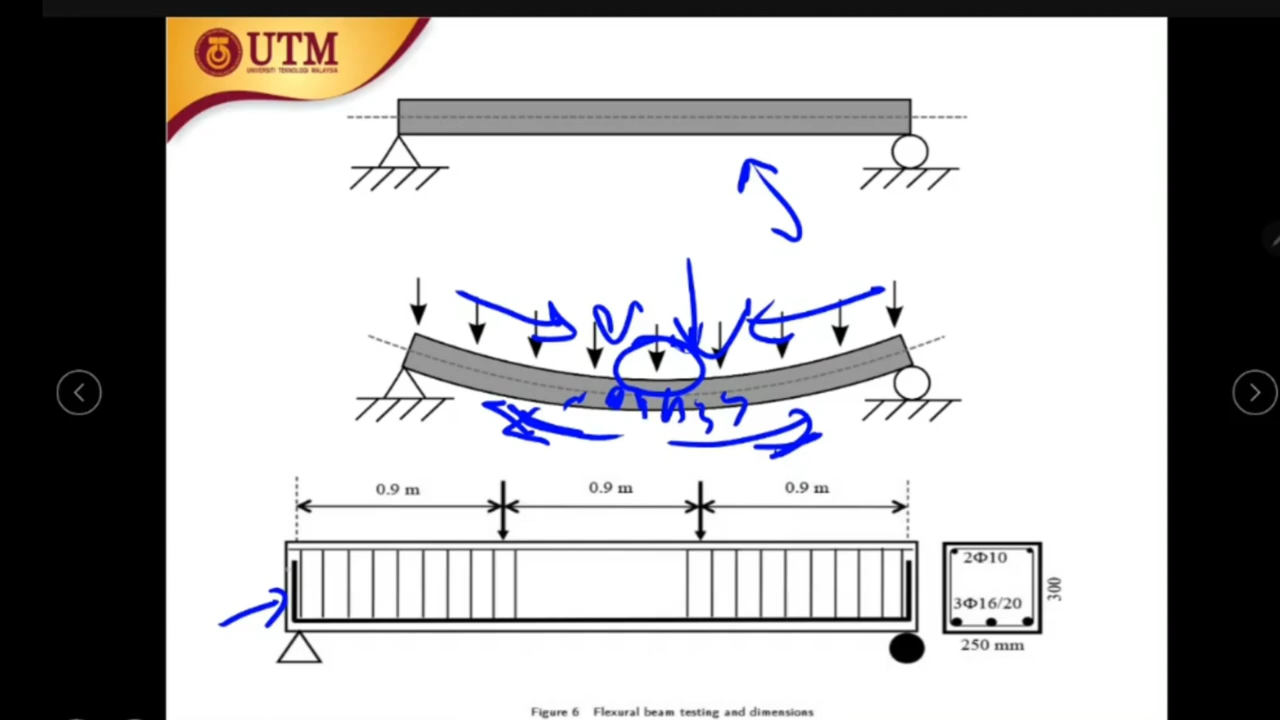 UTM
UNIVERSITI TEKNOLOGI MALAYSIA
0.9 m
0.9 m
0.9 m
2Φ10
3Φ16/20
300
250 mm
Figure 6 Flexural beam testing and dimensions